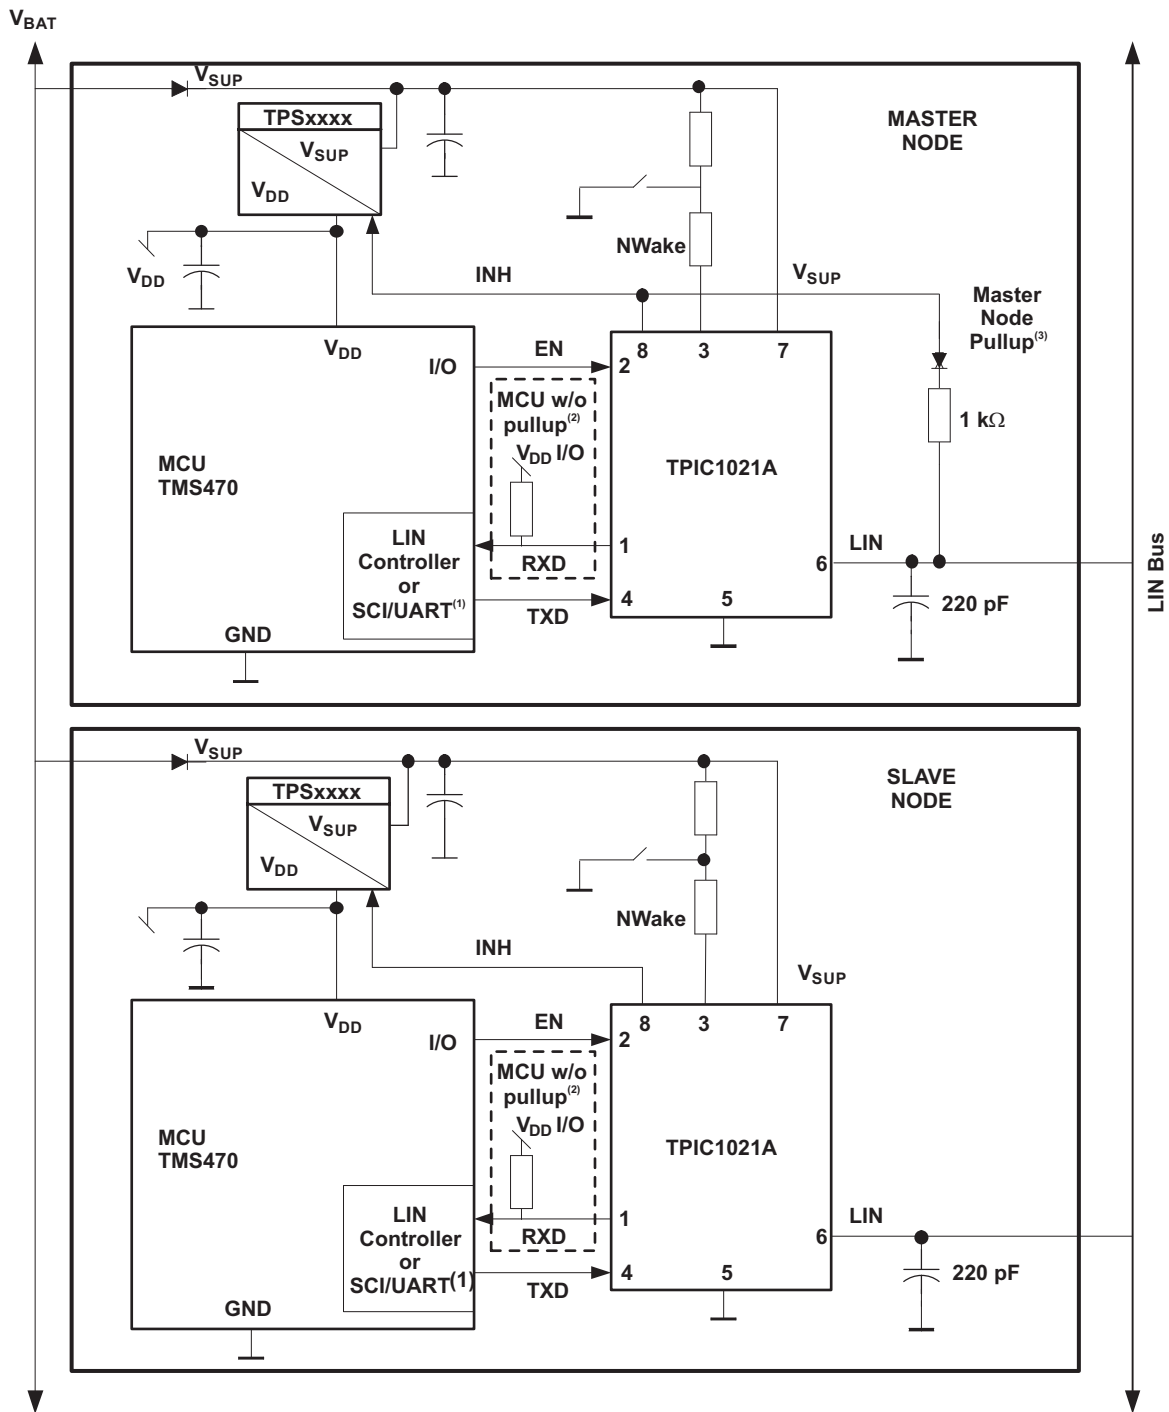 VBAT
VSUP
TPSxxxx
VSUP
VDD
MASTER
NODE
NWake
VDD
INH
VSUP
Master
Node
Pullup(3)
VDD
I/O
EN
8
3
7
2
MCU w/o
pullup(2)
VDD I/O
1 kΩ
MCU
TMS470
TPIC1021A
LIN
Controller
or
SCI/UART(1)
1
RXD
LIN
6
4
TXD
5
220 pF
GND
LIN Bus
VSUP
TPSxxxx
VSUP
VDD
SLAVE
NODE
NWake
INH
VSUP
VDD
I/O
EN
8
3
7
2
MCU w/o
pullup(2)
VDD I/O
MCU
TMS470
TPIC1021A
LIN
Controller
or
SCI/UART(1)
1
RXD
LIN
6
4
TXD
5
220 pF
GND